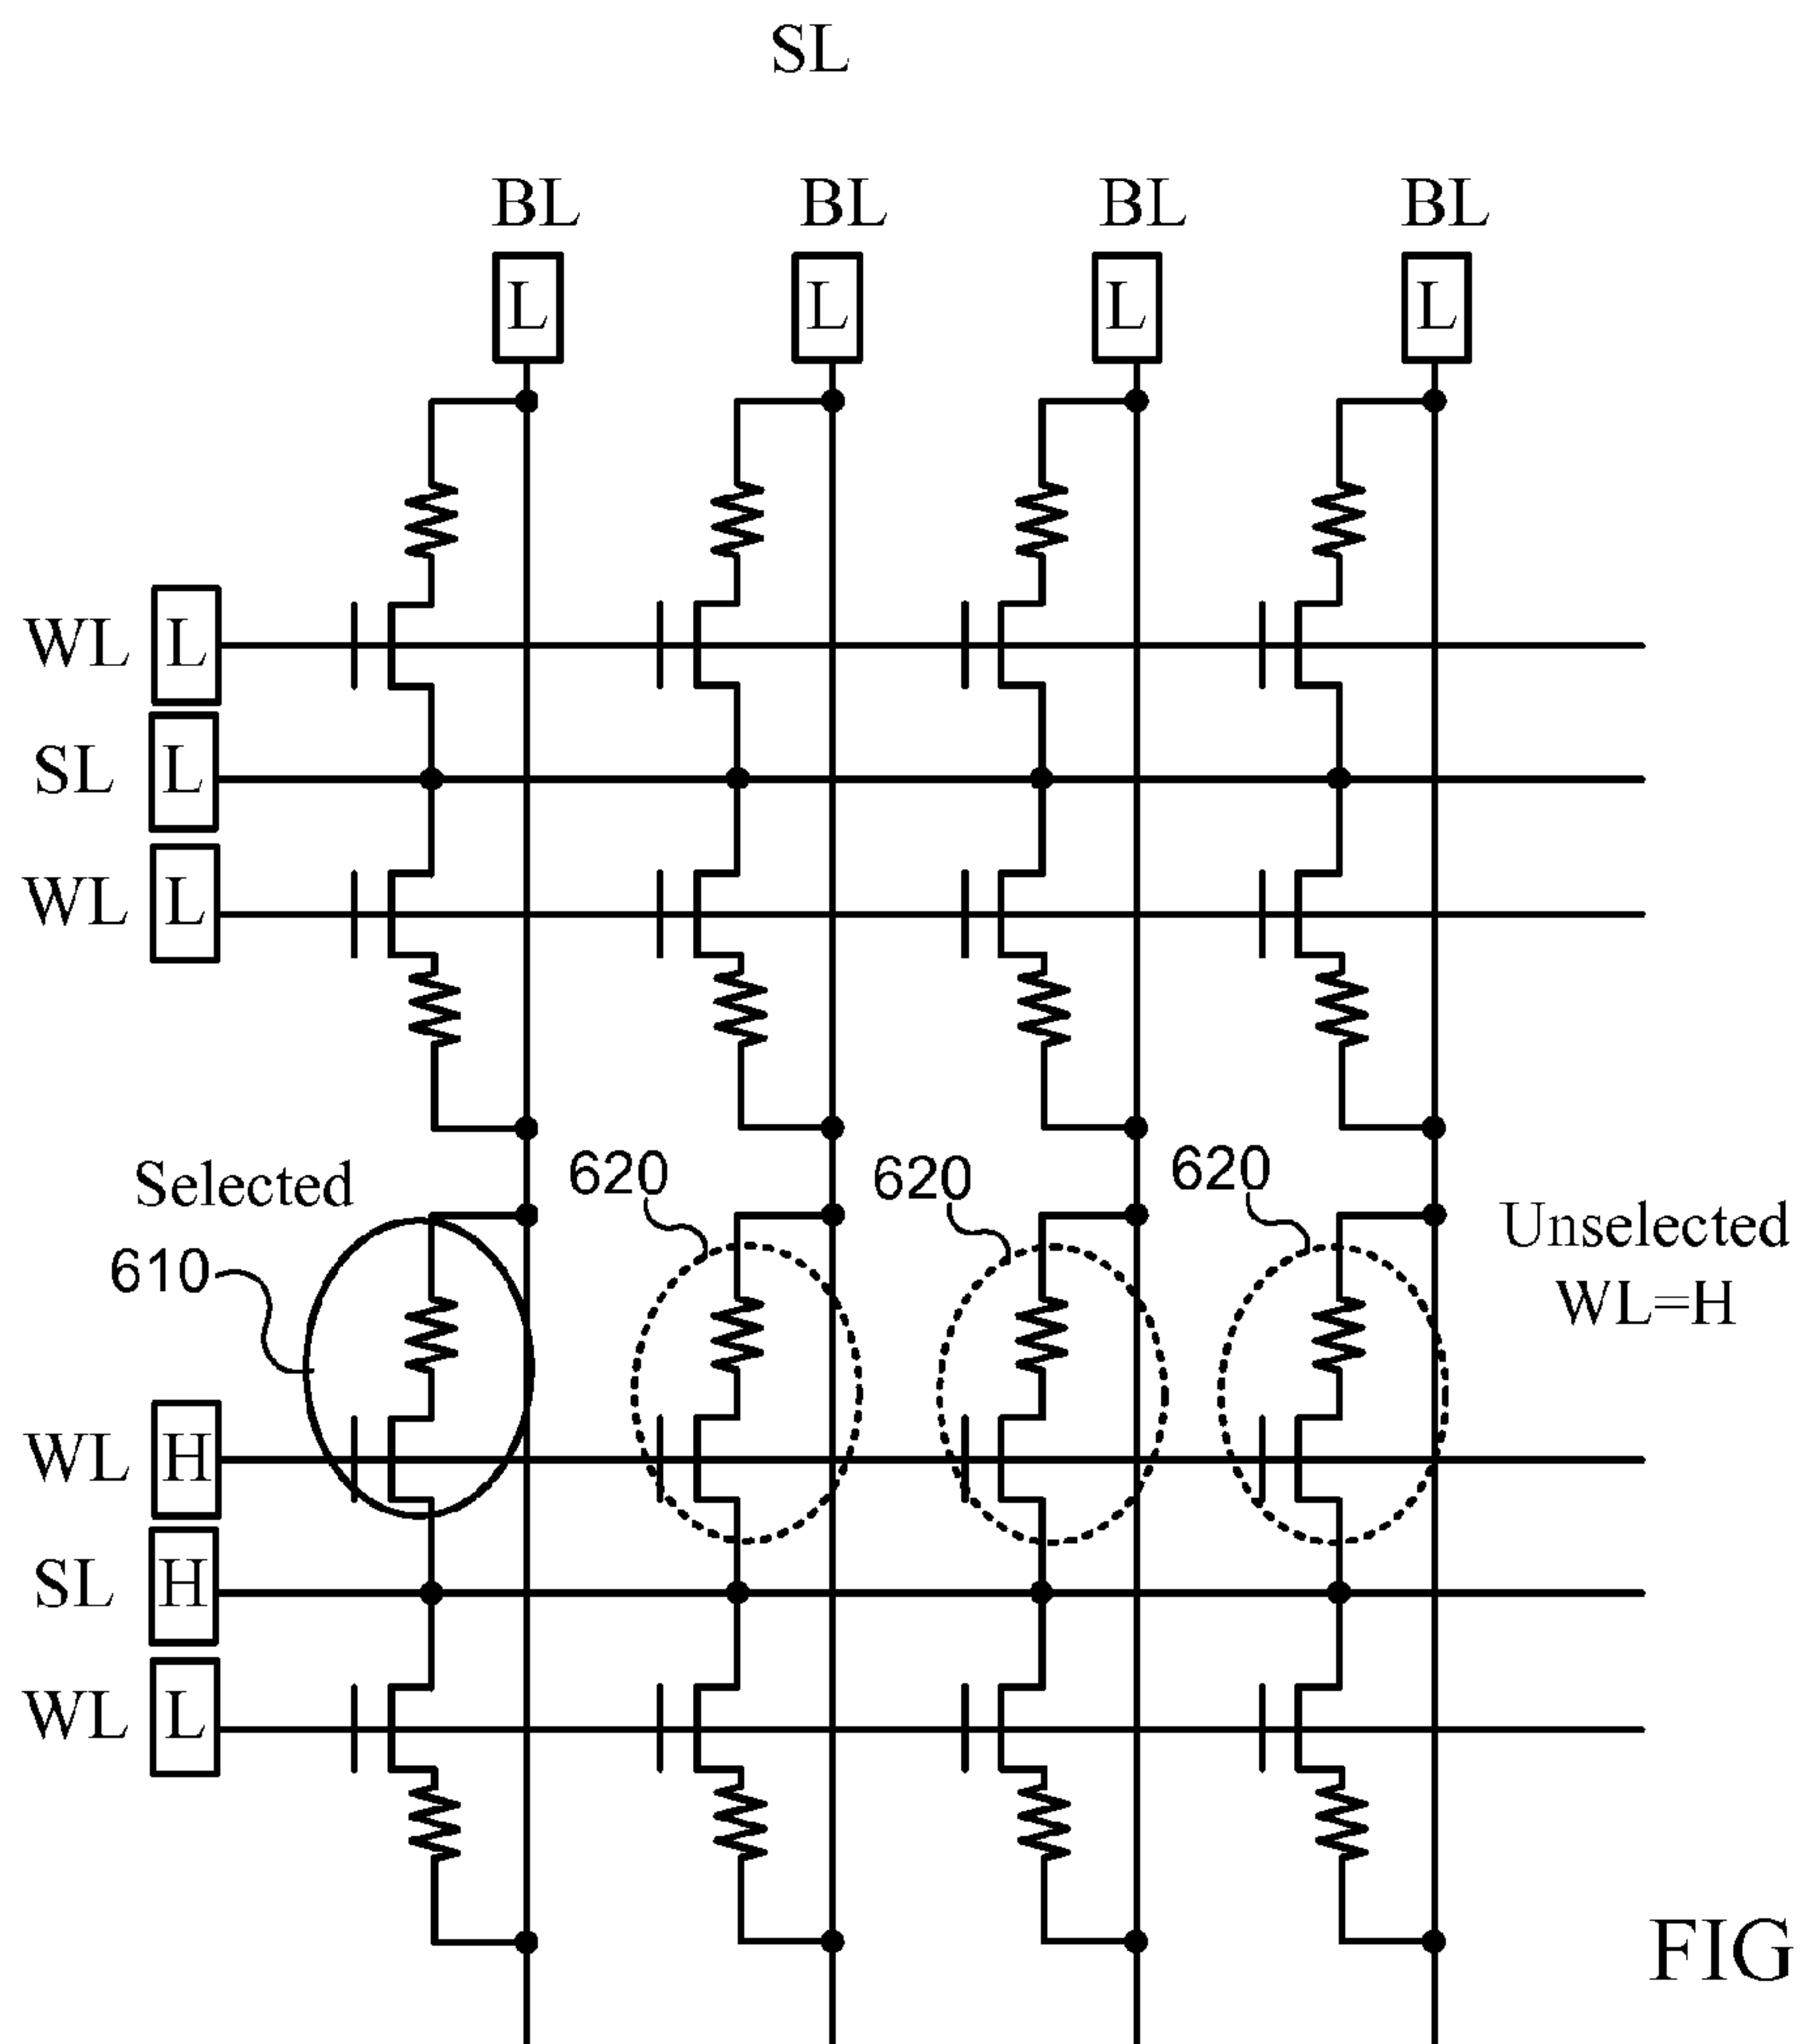 SL
BL BL BL BL
L L L L
WL L
SL L
WL L
Selected
620
620
620
Unselected
WL=H
610
WL H
SL H
WL L
FIG